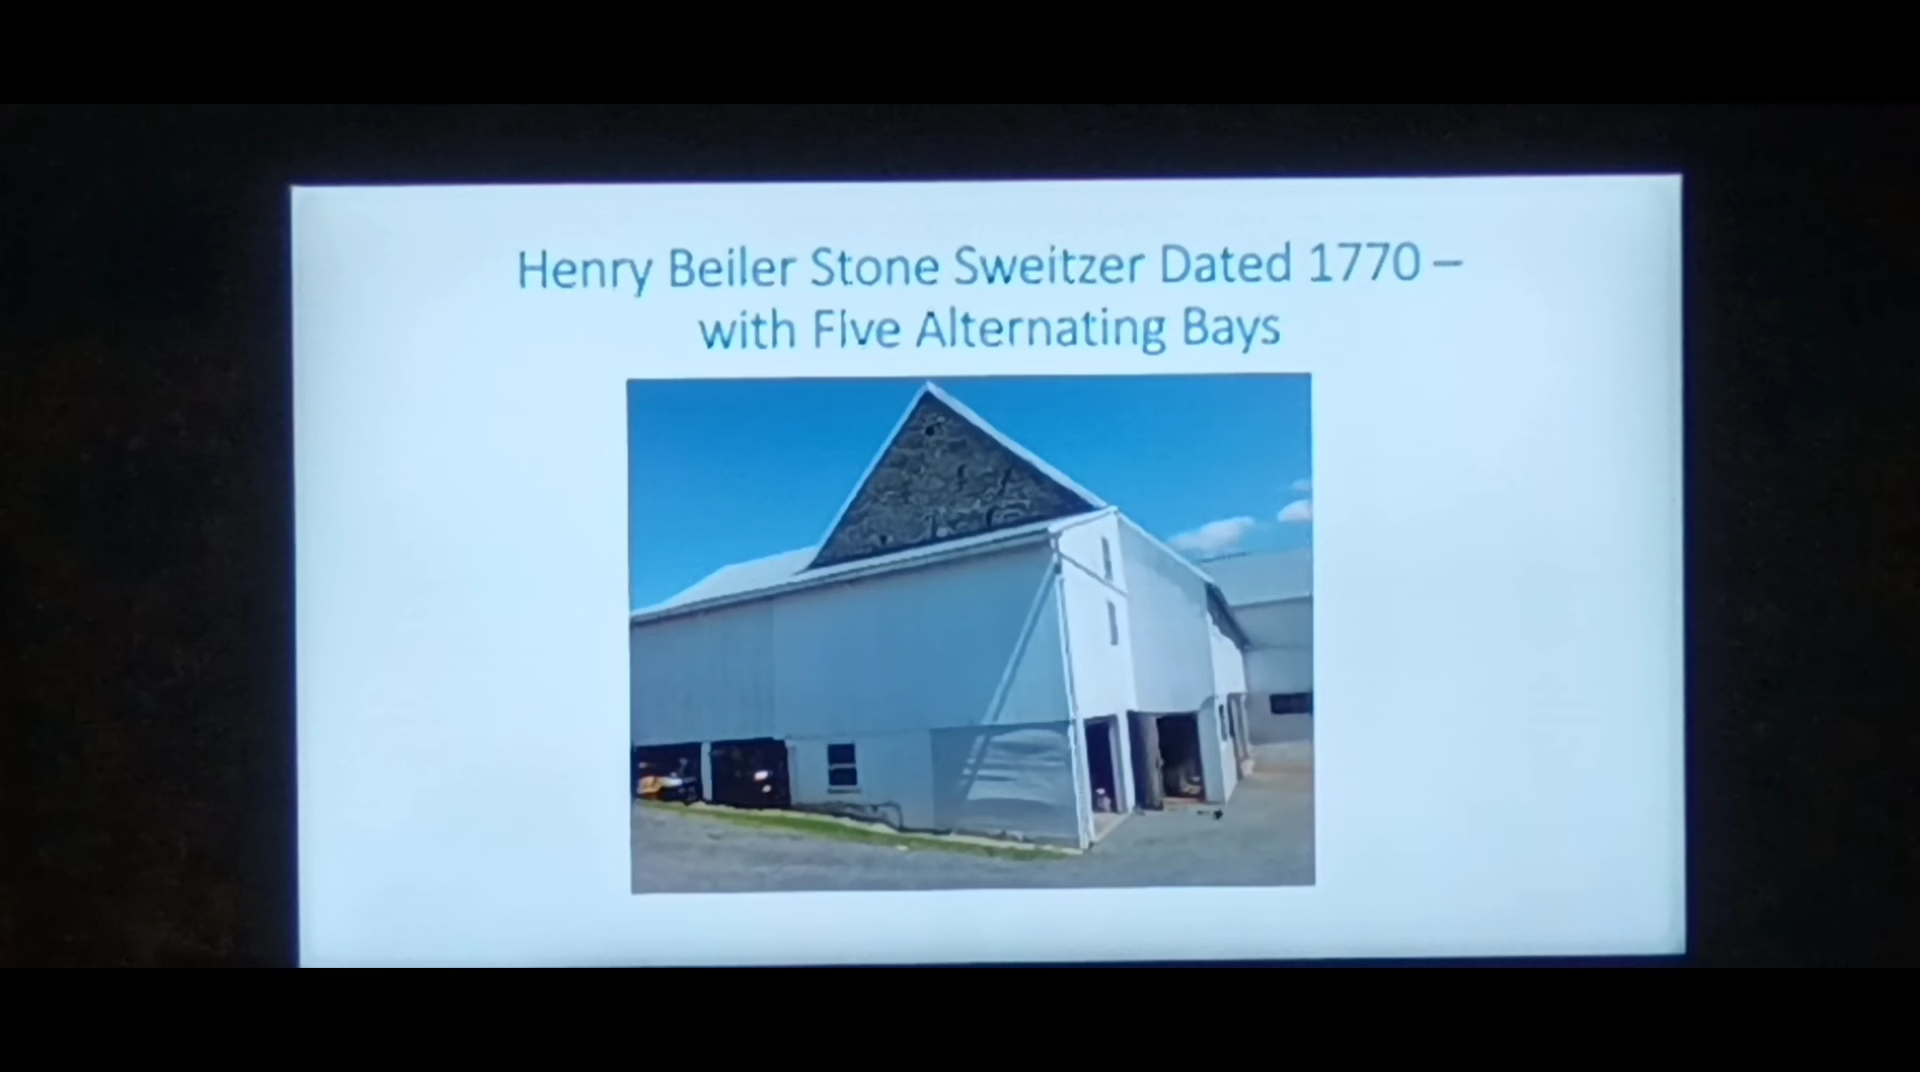 Henry Beiler Stone Sweitzer Dated 1770 –
with Five Alternating Bays